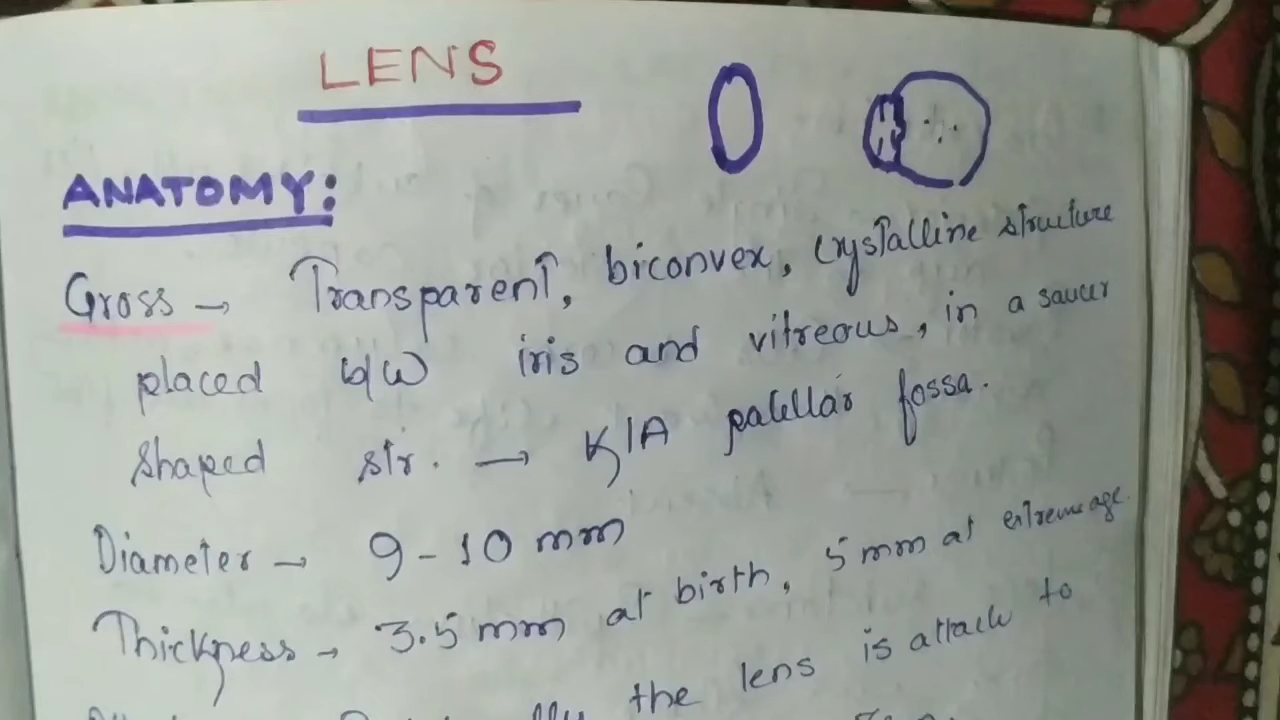 LENS
ANATOMY:
Gross → Transparent, biconvex, crystalline structure
placed b/w iris and vitreous, in a saucer
shaped str. → K/A patellar fossa.
Diameter → 9-10 mm
Thickness → 3.5 mm at birth, 5 mm at extreme age.
the lens is attach to